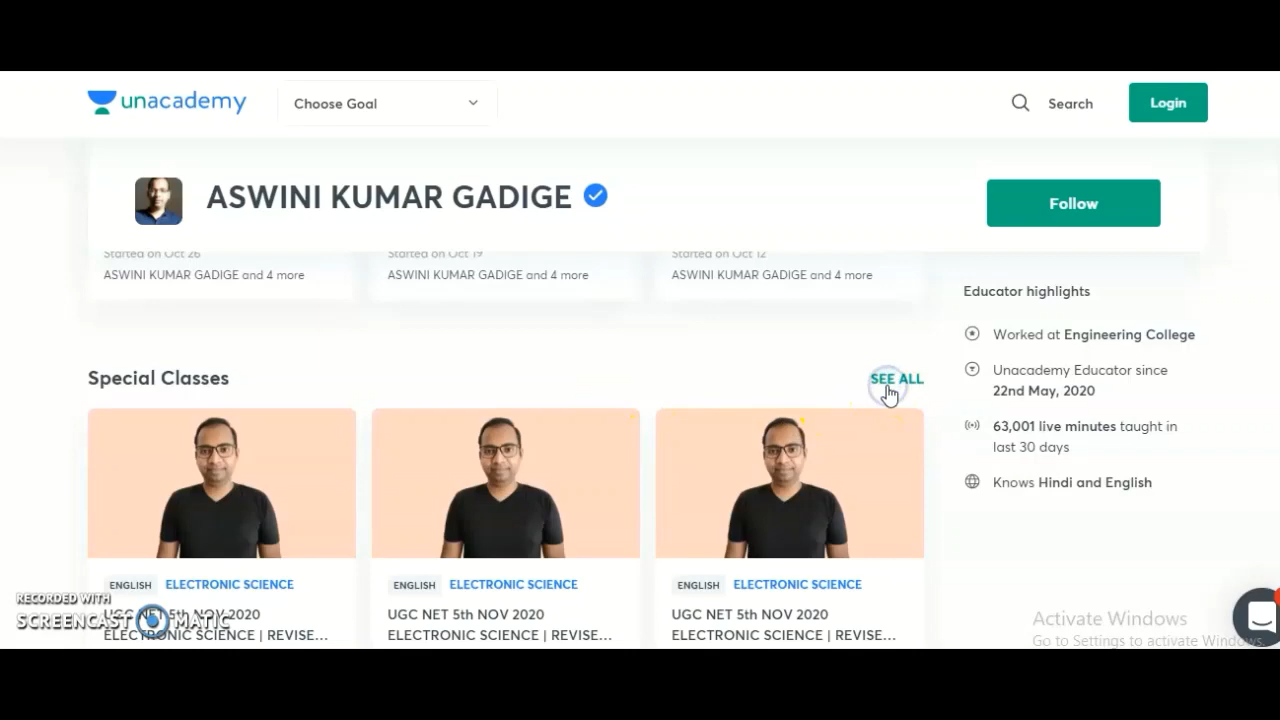 unacademy
Choose Goal
Search
Login
ASWINI KUMAR GADIGE
Follow
Started on Oct 26
Started on Oct 19
Started on Oct 12
ASWINI KUMAR GADIGE and 4 more
ASWINI KUMAR GADIGE and 4 more
ASWINI KUMAR GADIGE and 4 more
Educator highlights
Worked at Engineering College
Unacademy Educator since
22nd May, 2020
63,001 live minutes taught in
last 30 days
Knows Hindi and English
Special Classes
SEE ALL
ENGLISH ELECTRONIC SCIENCE
UGC NET 5th NOV 2020
ELECTRONIC SCIENCE | REVISE...
ENGLISH ELECTRONIC SCIENCE
UGC NET 5th NOV 2020
ELECTRONIC SCIENCE | REVISE...
ENGLISH ELECTRONIC SCIENCE
UGC NET 5th NOV 2020
ELECTRONIC SCIENCE | REVISE...
RECORDED WITH
SCREENCAST MATIC
Activate Windows
Go to Settings to activate Windows.